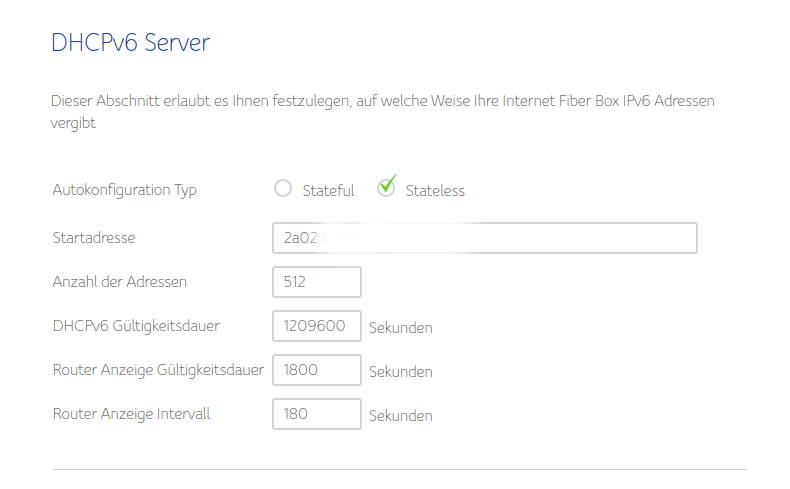 DHCPv6 Server
Dieser Abschnitt erlaubt es Ihnen festzulegen, auf welche Weise Ihre Internet Fiber Box IPv6 Adressen
vergibt
Autokonfiguration Typ Stateful Stateless
Startadresse 2a02:
Anzahl der Adressen 512
DHCPv6 Gültigkeitsdauer 1209600 Sekunden
Router Anzeige Gültigkeitsdauer 1800 Sekunden
Router Anzeige Intervall 180 Sekunden